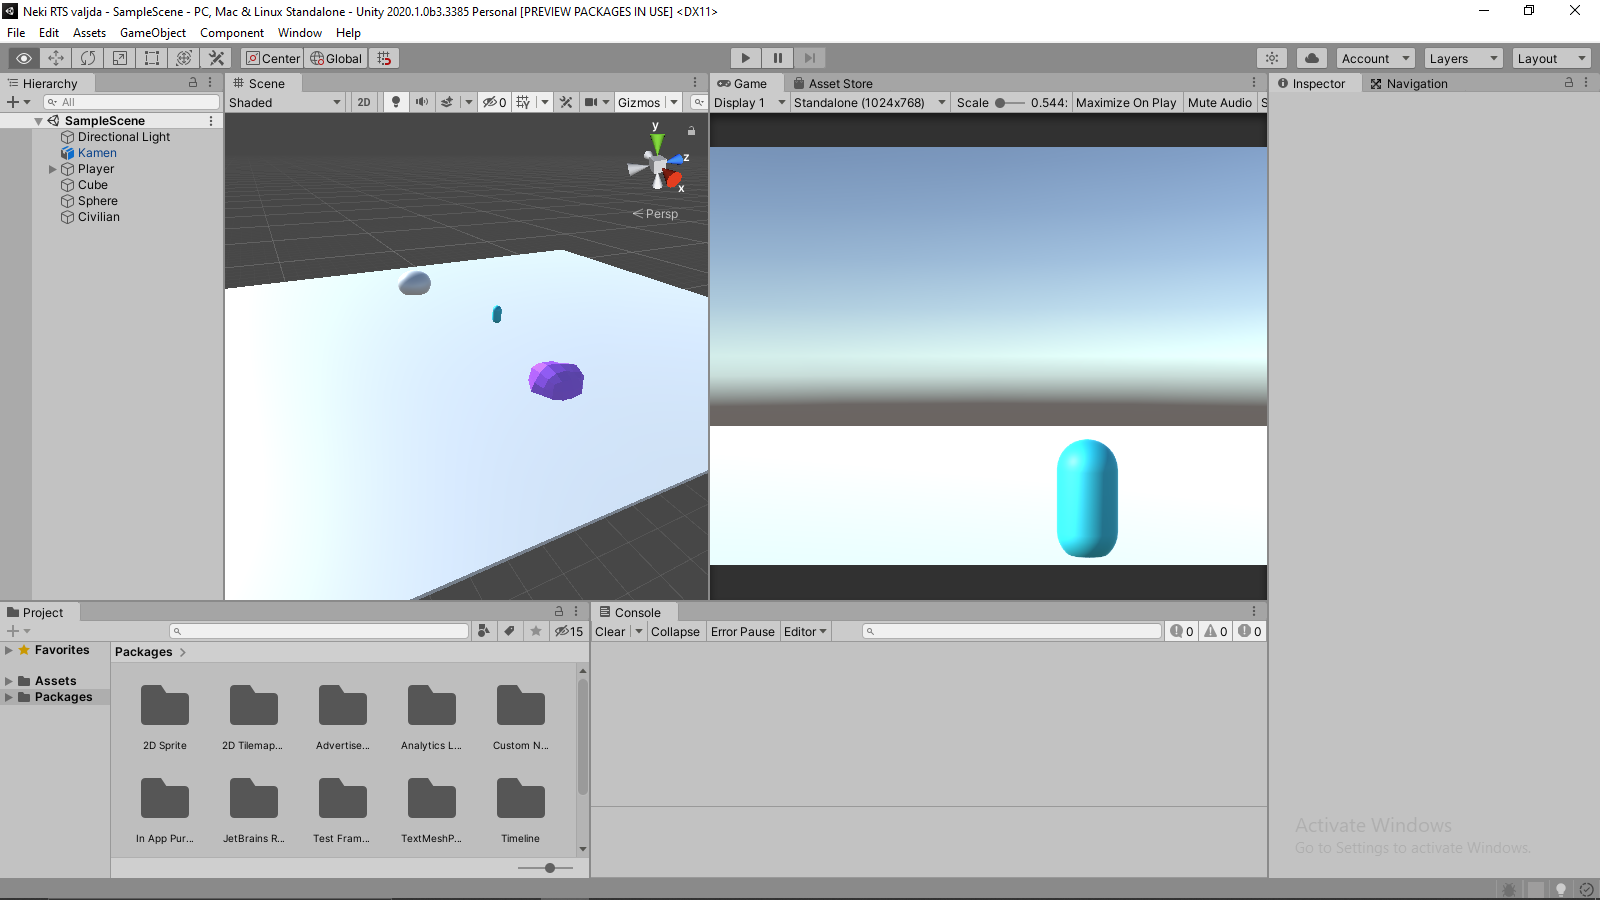 Neki RTS valjda - SampleScene - PC, Mac & Linux Standalone - Unity 2020.1.0b3.3385 Personal [PREVIEW PACKAGES IN USE] <DX11>
File Edit Assets GameObject Component Window Help
Center Global Account Layers Layout
Hierarchy
All
SampleScene
Directional Light
Kamen
Player
Cube
Sphere
Civilian
Scene
Shaded 2D 0 Gizmos
y
z
x
Persp
Game Asset Store
Display 1 Standalone (1024x768) Scale 0.544: Maximize On Play Mute Audio S
Inspector Navigation
Project
15
Favorites
Assets
Packages
Packages
2D Sprite 2D Tilemap... Advertise... Analytics L... Custom N...
In App Pur... JetBrains R... Test Fram... TextMeshP... Timeline
Console
Clear Collapse Error Pause Editor 0 0 0
Activate Windows
Go to Settings to activate Windows.